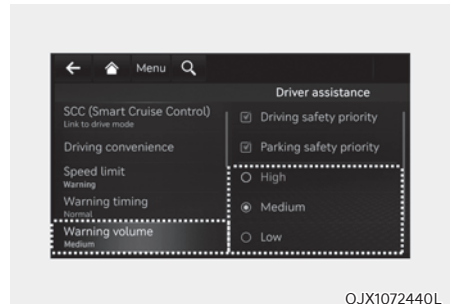 Menu
Driver assistance
SCC (Smart Cruise Control)
Link to drive mode
Driving convenience
Speed limit
Warning
Warning timing
Normal
Warning volume
Medium
Driving safety priority
Parking safety priority
High
Medium
Low
OJX1072440L